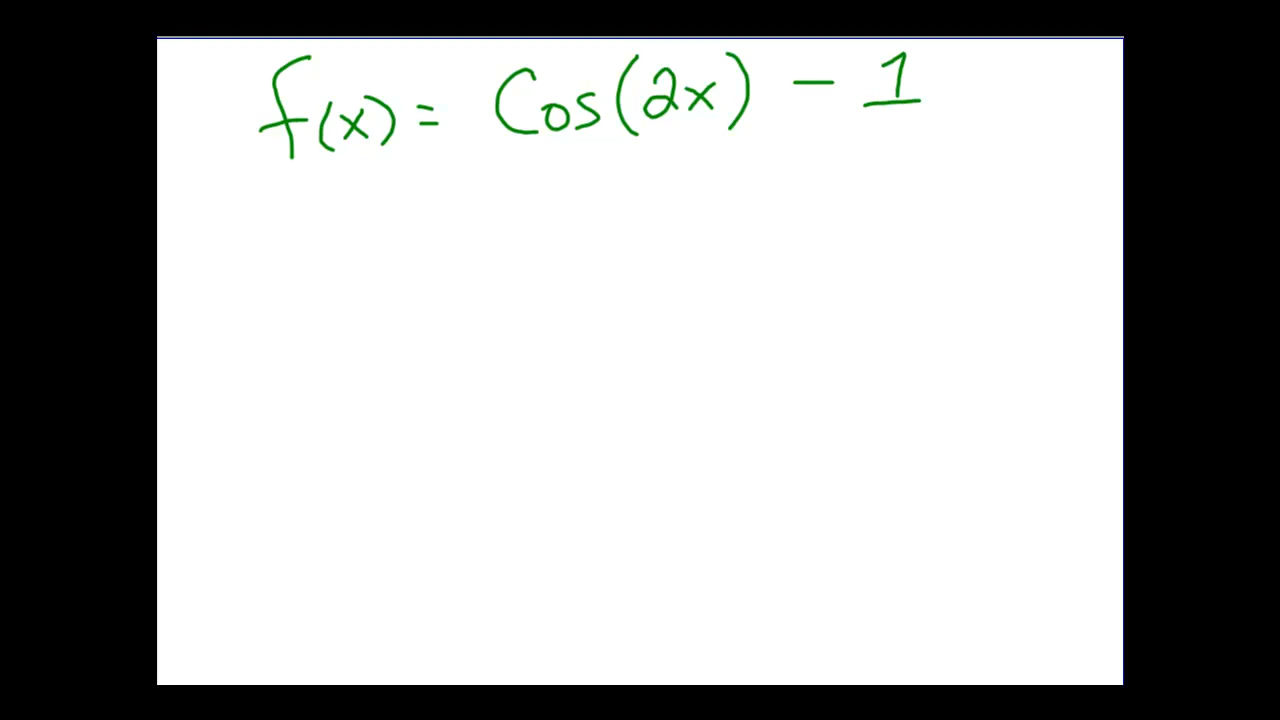 f(x) = Cos(2x) - 1